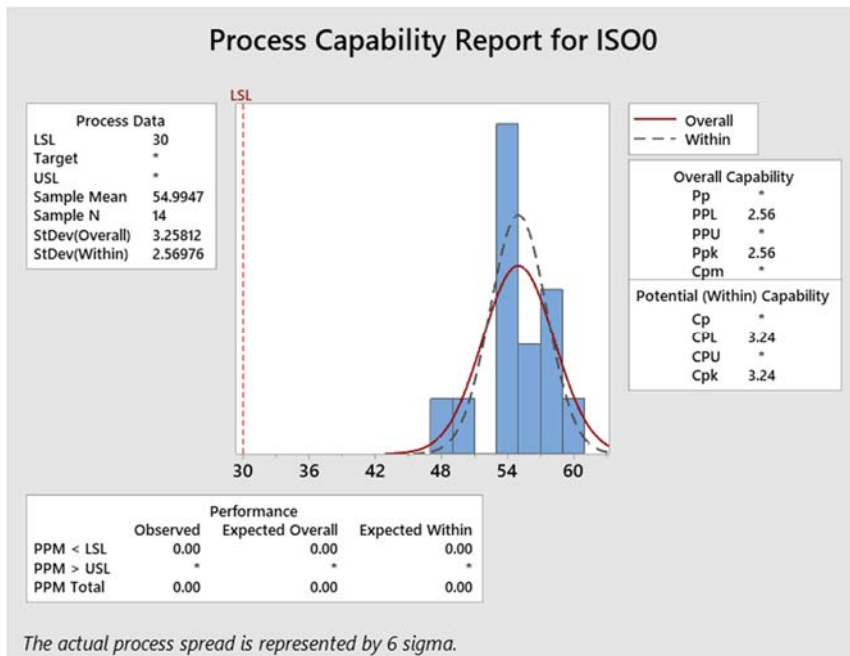 Process Capability Report for ISO0
LSL
Process Data
LSL 30
Target *
USL *
Sample Mean 54.9947
Sample N 14
StDev(Overall) 3.25812
StDev(Within) 2.56976
Overall
Within
Overall Capability
Pp *
PPL 2.56
PPU *
Ppk 2.56
Cpm *
Potential (Within) Capability
Cp *
CPL 3.24
CPU *
Cpk 3.24
30 36 42 48 54 60
Performance
Observed Expected Overall Expected Within
PPM < LSL 0.00 0.00 0.00
PPM > USL * * *
PPM Total 0.00 0.00 0.00
The actual process spread is represented by 6 sigma.